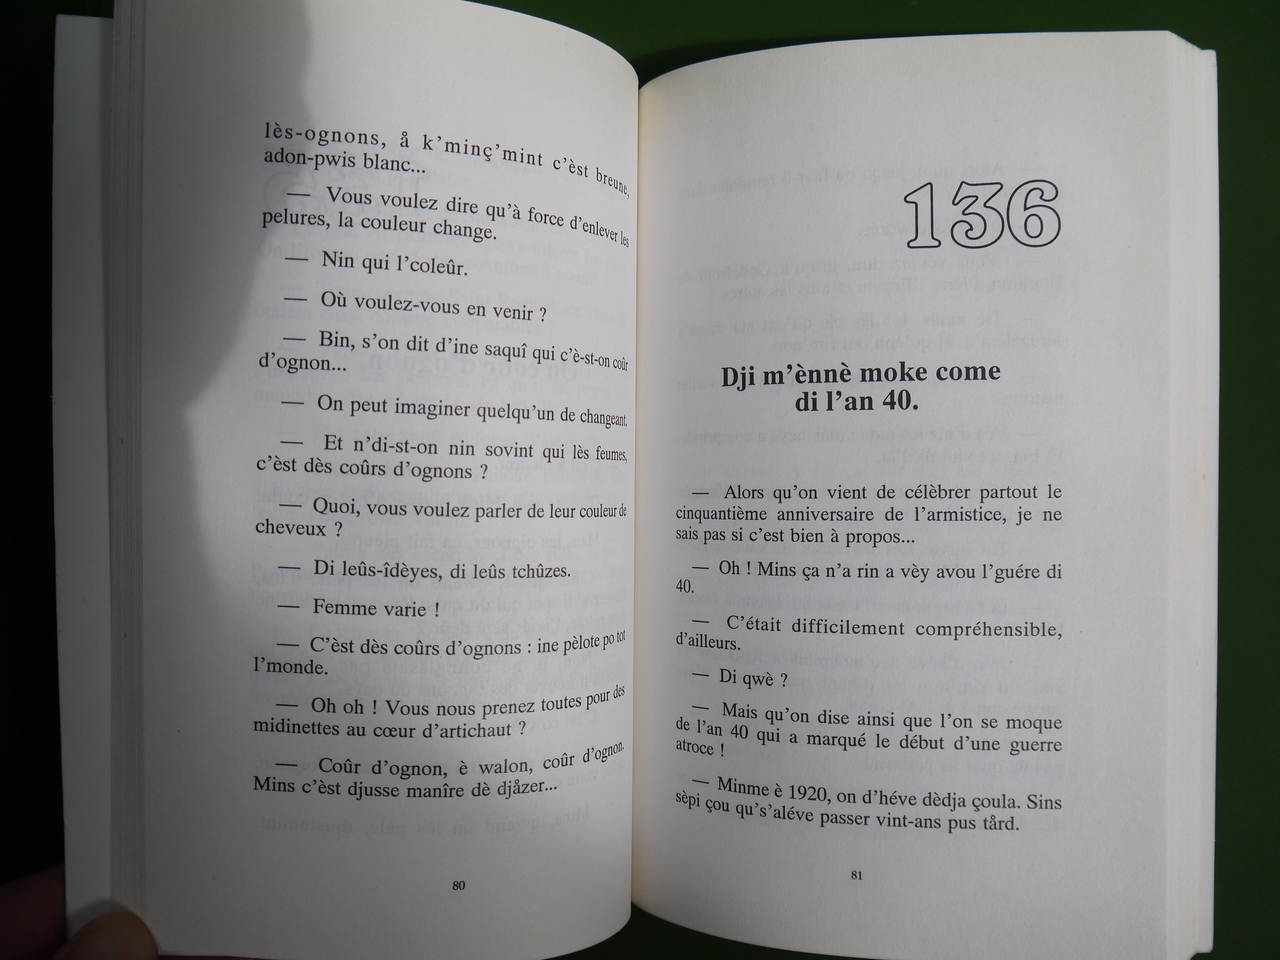 lès-ognons, å k'minç'mint c'èst breune,
adon-pwis blanc...
— Vous voulez dire qu'à force d'enlever les
pelures, la couleur change.
— Nin qui l'coleûr.
— Où voulez-vous en venir ?
— Bin, s'on dit d'ine saquî qui c'è-st-on coûr
d'ognon...
— On peut imaginer quelqu'un de changeant.
— Et n'di-st-on nin sovint qui lès feumes,
c'èst dès coûrs d'ognons ?
— Quoi, vous voulez parler de leur couleur de
cheveux ?
— Di leûs-îdèyes, di leûs tchûzes.
— Femme varie !
— C'èst dès coûrs d'ognons : ine pèlote po tot
l'monde.
— Oh oh ! Vous nous prenez toutes pour des
midinettes au cœur d'artichaut ?
— Coûr d'ognon, è walon, coûr d'ognon.
Mins c'èst djusse manîre dè djåzer...
80
136
Dji m'ènnè moke come
di l'an 40.
— Alors qu'on vient de célèbrer partout le
cinquantième anniversaire de l'armistice, je ne
sais pas si c'est bien à propos...
— Oh ! Mins ça n'a rin a vèy avou l'guére di
40.
— C'était difficilement compréhensible,
d'ailleurs.
— Di qwè ?
— Mais qu'on dise ainsi que l'on se moque
de l'an 40 qui a marqué le début d'une guerre
atroce !
— Minme è 1920, on d'héve dèdja çoula. Sins
sèpi çou qu's'aléve passer vint-ans pus tård.
81